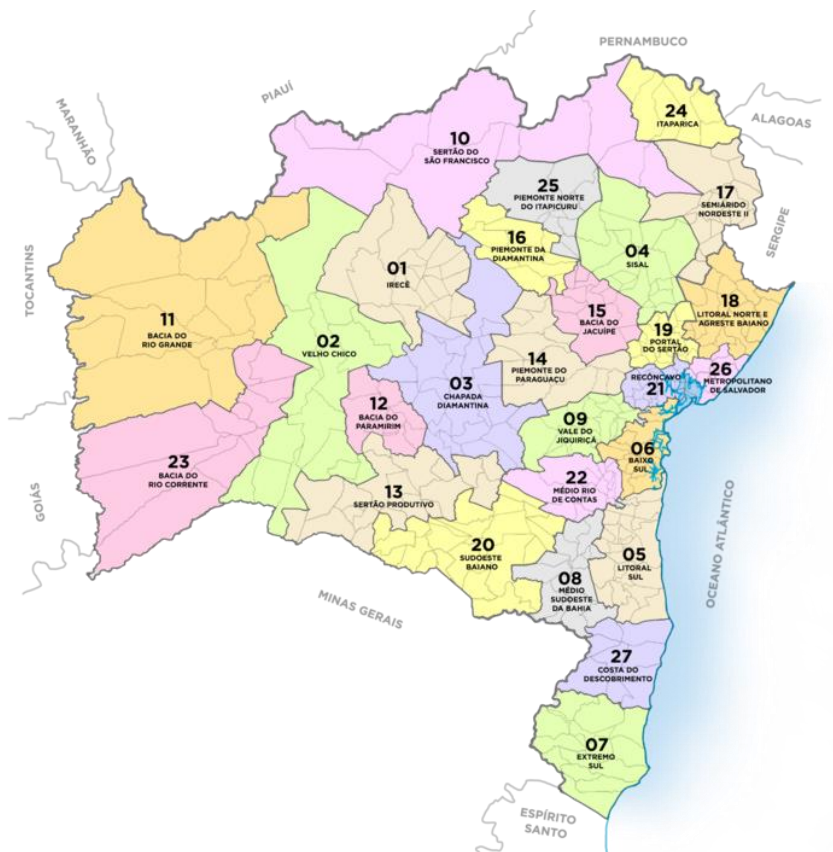 PERNAMBUCO
PIAUÍ
MARANHÃO
ALAGOAS
24
ITAPARICA
10
SERTÃO DO
SÃO FRANCISCO
25
PIEMONTE NORTE
DO ITAPICURU
17
SEMIÁRIDO
NORDESTE II
SERGIPE
TOCANTINS
16
PIEMONTE DA
DIAMANTINA
04
SISAL
01
IRECÊ
11
BACIA DO
RIO GRANDE
02
VELHO CHICO
15
BACIA DO
JACUÍPE
18
LITORAL NORTE E
AGRESTE BAIANO
19
PORTAL
DO SERTÃO
14
PIEMONTE DO
PARAGUAÇU
03
CHAPADA
DIAMANTINA
RECÔNCAVO
21
26
METROPOLITANO
DE SALVADOR
12
BACIA DO
PARAMIRIM
09
VALE DO
JIQUIRIÇÁ
06
BAIXO
SUL
23
BACIA DO
RIO CORRENTE
22
MÉDIO RIO
DE CONTAS
13
SERTÃO PRODUTIVO
GOIÁS
OCEANO ATLÂNTICO
20
SUDOESTE
BAIANO
05
LITORAL
SUL
08
MÉDIO
SUDOESTE
DA BAHIA
MINAS GERAIS
27
COSTA DO
DESCOBRIMENTO
07
EXTREMO
SUL
ESPÍRITO
SANTO